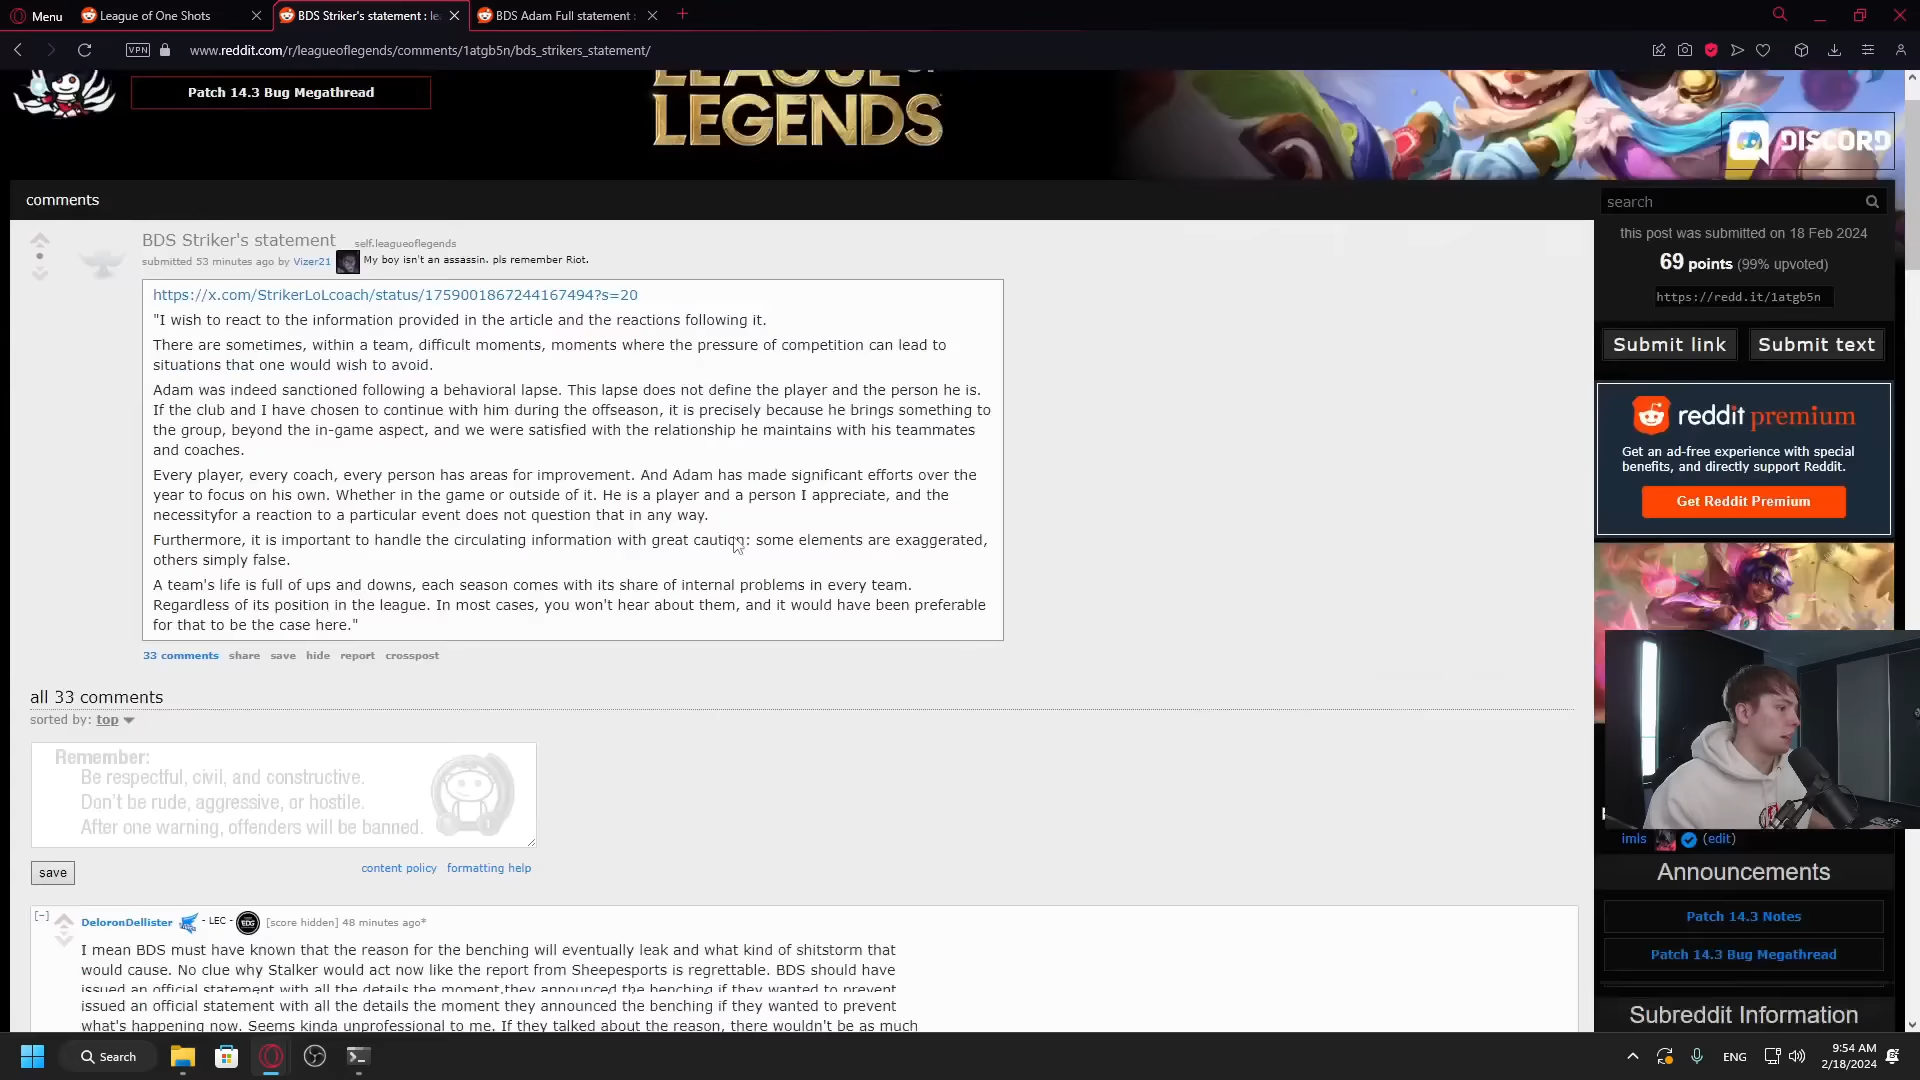 Menu
League of One Shots
BDS Striker's statement : le
BDS Adam Full statement :
VPN
www.reddit.com/r/leagueoflegends/comments/1atgb5n/bds_strikers_statement/
Patch 14.3 Bug Megathread
LEAGUE OF
LEGENDS
DISCORD
comments
search
BDS Striker's statement self.leagueoflegends
submitted 53 minutes ago by Vizer21 My boy isn't an assassin. pls remember Riot.
https://x.com/StrikerLoLcoach/status/1759001867244167494?s=20
"I wish to react to the information provided in the article and the reactions following it.
There are sometimes, within a team, difficult moments, moments where the pressure of competition can lead to
situations that one would wish to avoid.
Adam was indeed sanctioned following a behavioral lapse. This lapse does not define the player and the person he is.
If the club and I have chosen to continue with him during the offseason, it is precisely because he brings something to
the group, beyond the in-game aspect, and we were satisfied with the relationship he maintains with his teammates
and coaches.
Every player, every coach, every person has areas for improvement. And Adam has made significant efforts over the
year to focus on his own. Whether in the game or outside of it. He is a player and a person I appreciate, and the
necessityfor a reaction to a particular event does not question that in any way.
Furthermore, it is important to handle the circulating information with great caution: some elements are exaggerated,
others simply false.
A team's life is full of ups and downs, each season comes with its share of internal problems in every team.
Regardless of its position in the league. In most cases, you won't hear about them, and it would have been preferable
for that to be the case here."
33 comments share save hide report crosspost
this post was submitted on 18 Feb 2024
69 points (99% upvoted)
https://redd.it/1atgb5n
Submit link
Submit text
reddit premium
Get an ad-free experience with special
benefits, and directly support Reddit.
Get Reddit Premium
all 33 comments
sorted by: top
Remember:
Be respectful, civil, and constructive.
Don't be rude, aggressive, or hostile.
After one warning, offenders will be banned.
save
content policy formatting help
imls (edit)
Announcements
Patch 14.3 Notes
Patch 14.3 Bug Megathread
Subreddit Information
[-] DeloronDellister - LEC - EDG [score hidden] 48 minutes ago*
I mean BDS must have known that the reason for the benching will eventually leak and what kind of shitstorm that
would cause. No clue why Stalker would act now like the report from Sheepesports is regrettable. BDS should have
issued an official statement with all the details the moment they announced the benching if they wanted to prevent
issued an official statement with all the details the moment they announced the benching if they wanted to prevent
what's happening now. Seems kinda unprofessional to me. If they talked about the reason, there wouldn't be as much
Search
ENG
9:54 AM
2/18/2024